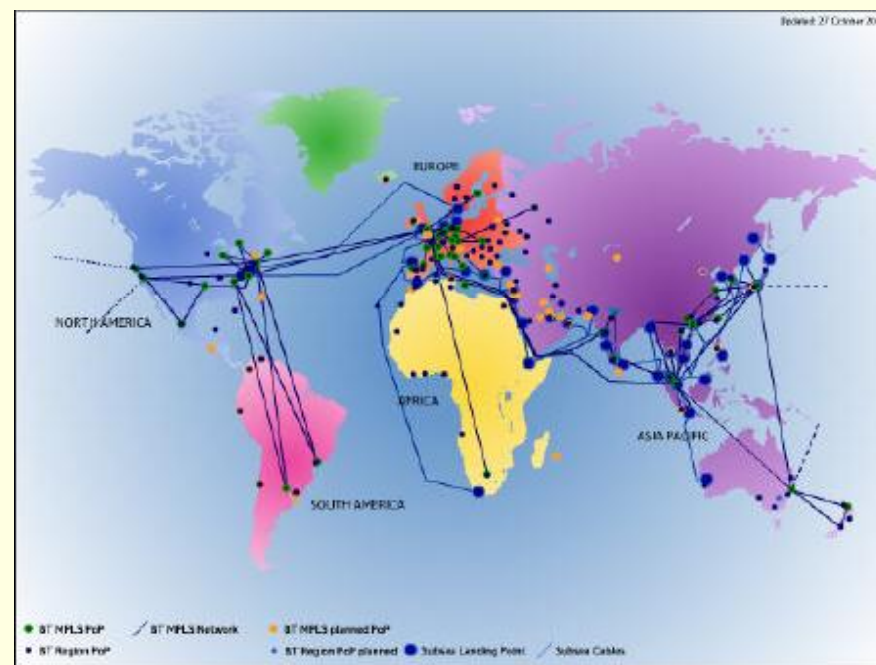 Updated: 27 October 20
EUROPE
NORTH AMERICA
AFRICA
ASIA PACIFIC
SOUTH AMERICA
BT MPLS PoP
BT MPLS Network
BT MPLS planned PoP
BT Region PoP
BT Region PoP planned
Subsea Landing Point
Subsea Cables